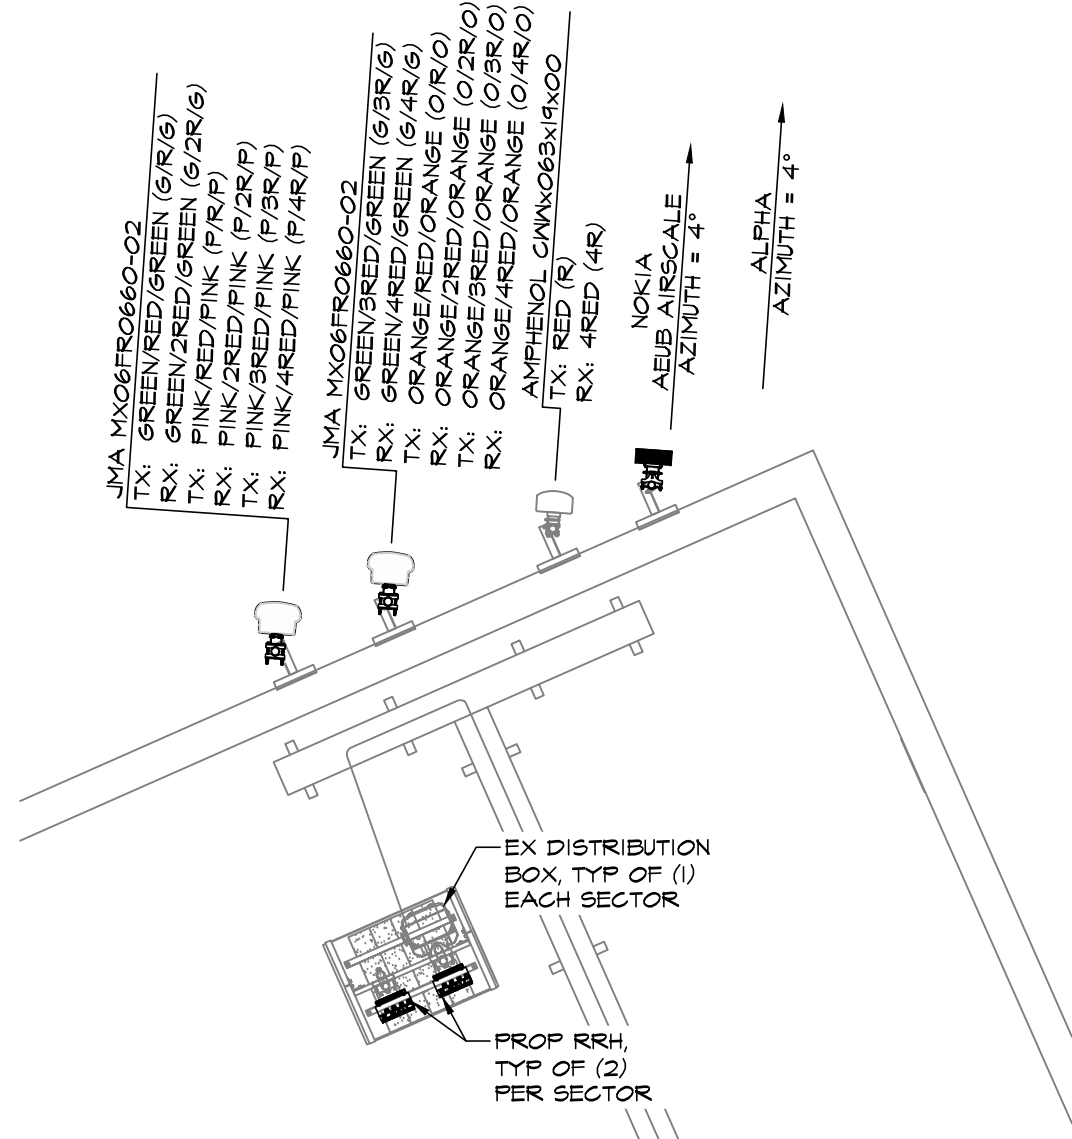 JMA MX06FRO660-02
TX: GREEN/RED/GREEN (G/R/G)
RX: GREEN/2RED/GREEN (G/2R/G)
TX: PINK/RED/PINK (P/R/P)
RX: PINK/2RED/PINK (P/2R/P)
TX: PINK/3RED/PINK (P/3R/P)
RX: PINK/4RED/PINK (P/4R/P)
JMA MX06FRO660-02
TX: GREEN/3RED/GREEN (G/3R/G)
RX: GREEN/4RED/GREEN (G/4R/G)
TX: ORANGE/RED/ORANGE (O/R/O)
RX: ORANGE/2RED/ORANGE (O/2R/O)
TX: ORANGE/3RED/ORANGE (O/3R/O)
RX: ORANGE/4RED/ORANGE (O/4R/O)
AMPHENOL CWWx063x19x00
TX: RED (R)
RX: 4RED (4R)
NOKIA
AEUB AIRSCALE
AZIMUTH = 4°
ALPHA
AZIMUTH = 4°
EX DISTRIBUTION
BOX, TYP OF (1)
EACH SECTOR
PROP RRH,
TYP OF (2)
PER SECTOR